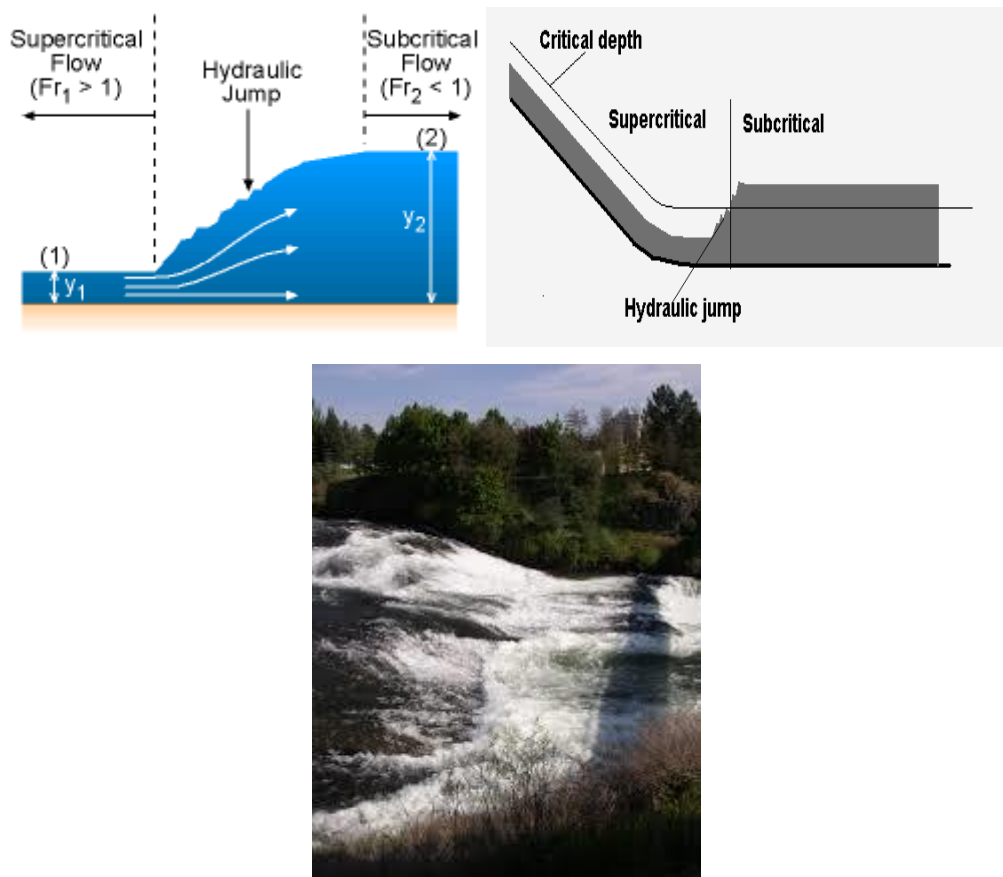 Supercritical
Flow
(Fr1 > 1)
Hydraulic
Jump
Subcritical
Flow
(Fr2 < 1)
(1)
(2)
y1
y2
Critical depth
Supercritical
Subcritical
Hydraulic jump